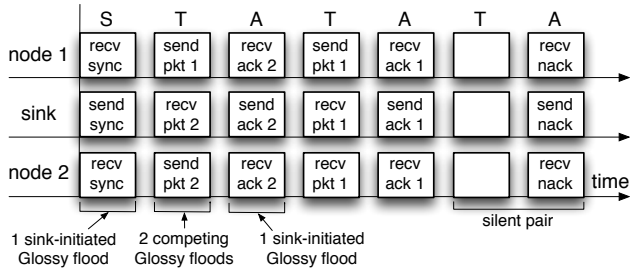 S T A T A T A
node 1
recv sync
send pkt 1
recv ack 2
send pkt 1
recv ack 1
recv nack
sink
send sync
recv pkt 2
send ack 2
recv pkt 1
send ack 1
send nack
node 2
recv sync
send pkt 2
recv ack 2
recv pkt 1
recv ack 1
recv nack
time
1 sink-initiated
Glossy flood
2 competing
Glossy floods
1 sink-initiated
Glossy flood
silent pair